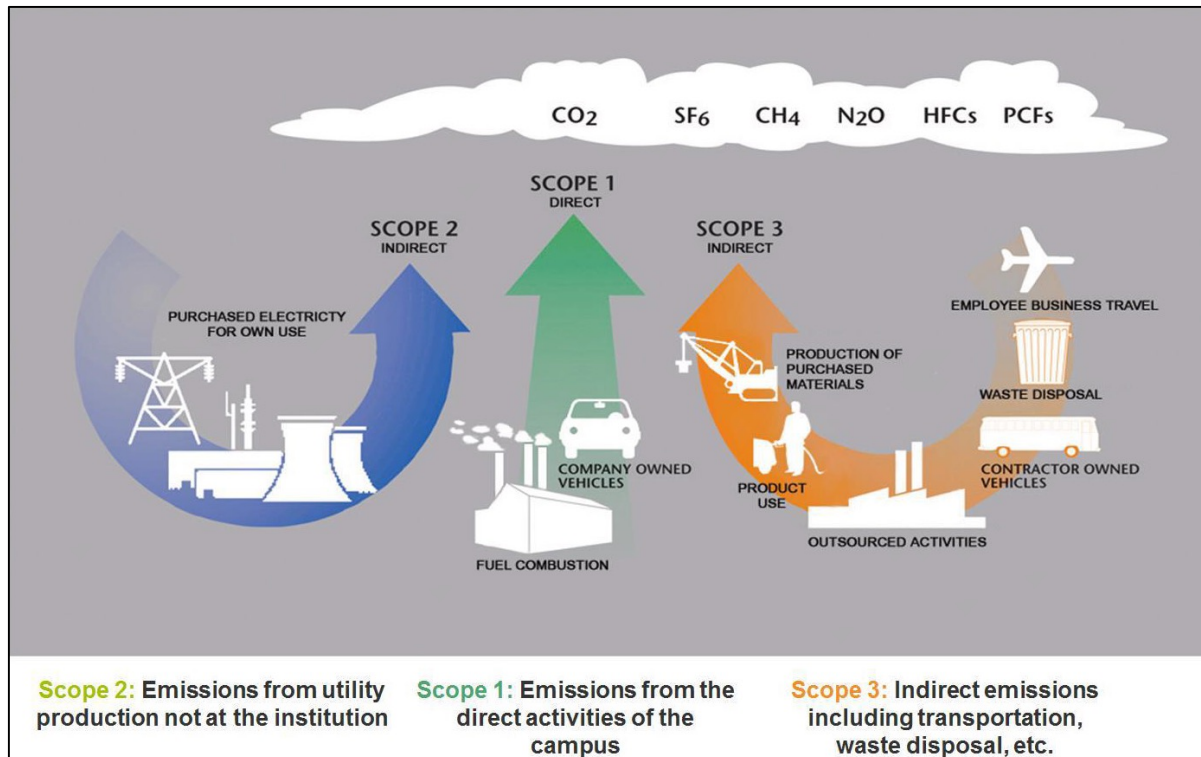 CO2 SF6 CH4 N2O HFCs PCFs
SCOPE 2
INDIRECT
SCOPE 1
DIRECT
SCOPE 3
INDIRECT
PURCHASED ELECTRICTY
FOR OWN USE
COMPANY OWNED
VEHICLES
FUEL COMBUSTION
PRODUCTION OF
PURCHASED
MATERIALS
PRODUCT
USE
OUTSOURCED ACTIVITIES
EMPLOYEE BUSINESS TRAVEL
WASTE DISPOSAL
CONTRACTOR OWNED
VEHICLES
Scope 2: Emissions from utility
production not at the institution
Scope 1: Emissions from the
direct activities of the
campus
Scope 3: Indirect emissions
including transportation,
waste disposal, etc.